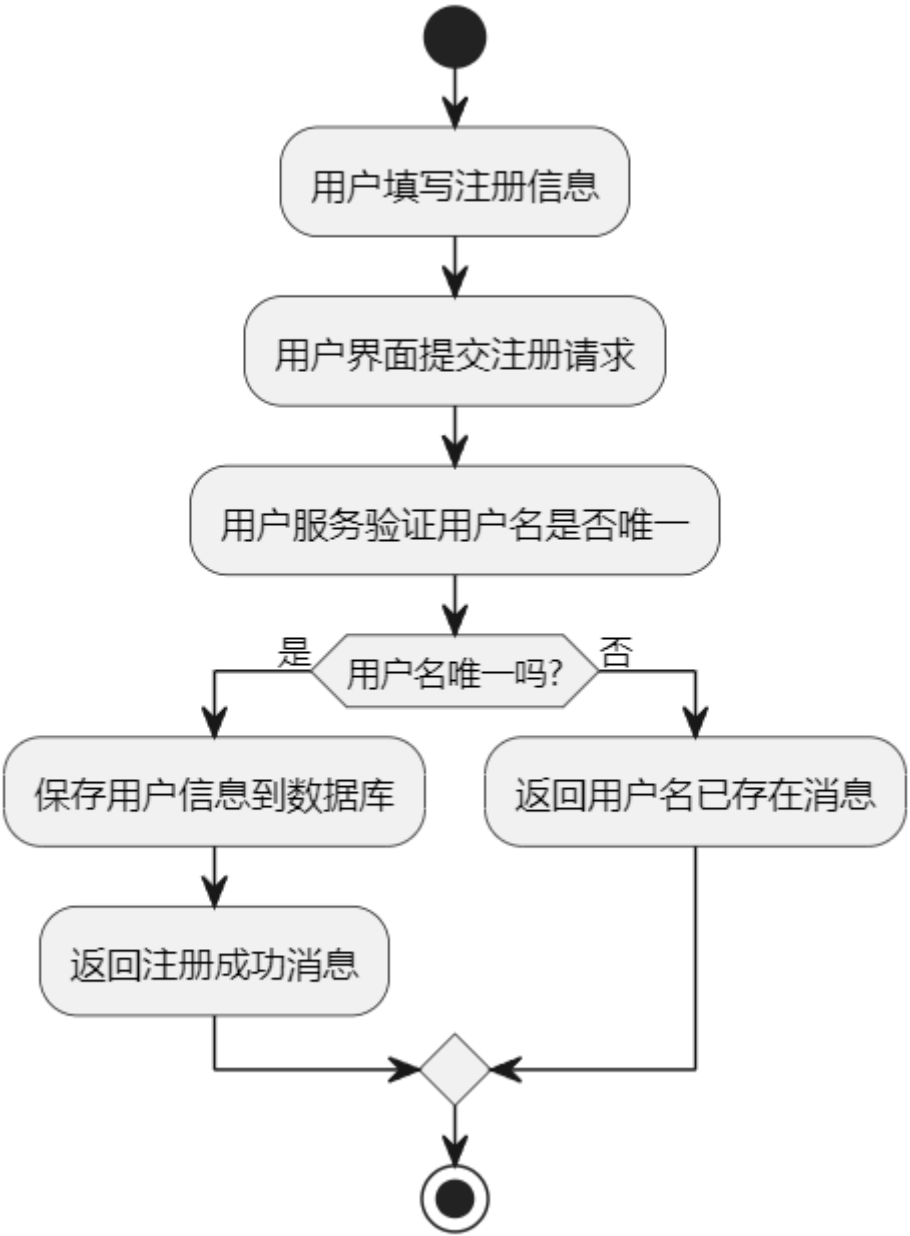 用户填写注册信息
用户界面提交注册请求
用户服务验证用户名是否唯一
是
用户名唯一吗?
否
保存用户信息到数据库
返回用户名已存在消息
返回注册成功消息